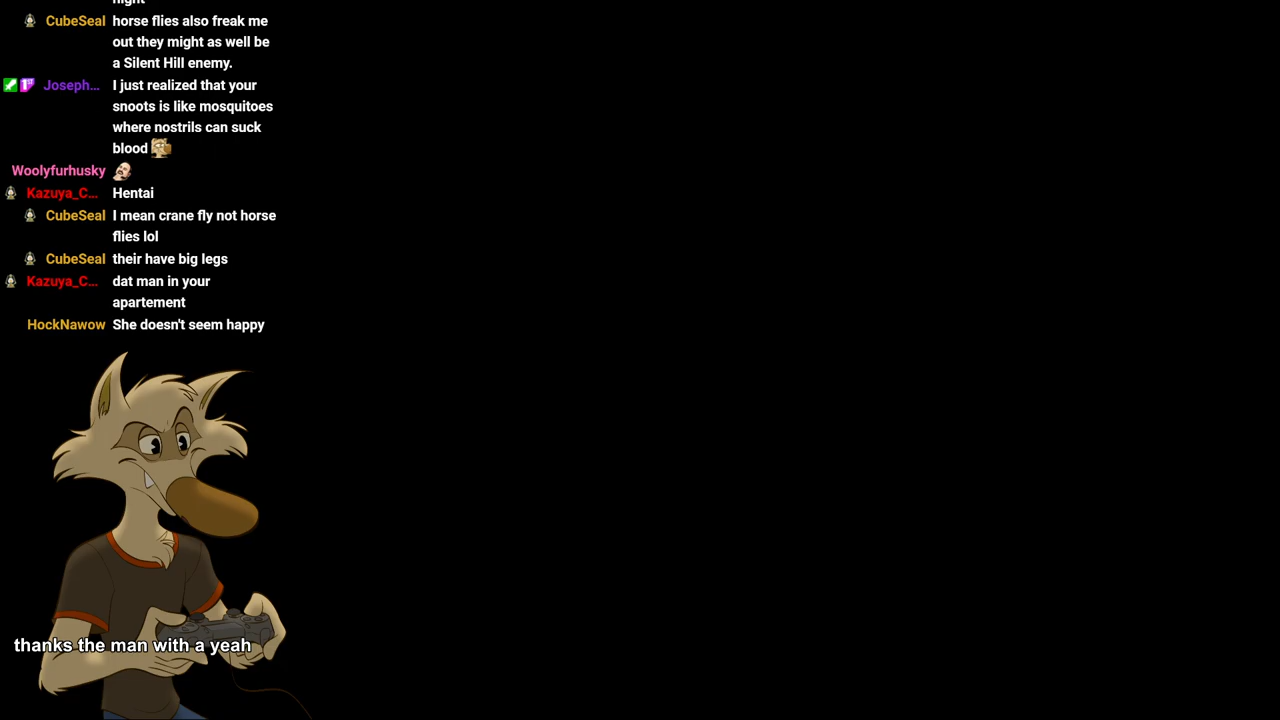 night
CubeSeal horse flies also freak me
out they might as well be
a Silent Hill enemy.
Joseph... I just realized that your
snoots is like mosquitoes
where nostrils can suck
blood
Woolyfurhusky
Kazuya_C... Hentai
CubeSeal I mean crane fly not horse
flies lol
CubeSeal their have big legs
Kazuya_C... dat man in your
apartement
HockNawow She doesn't seem happy
thanks the man with a yeah